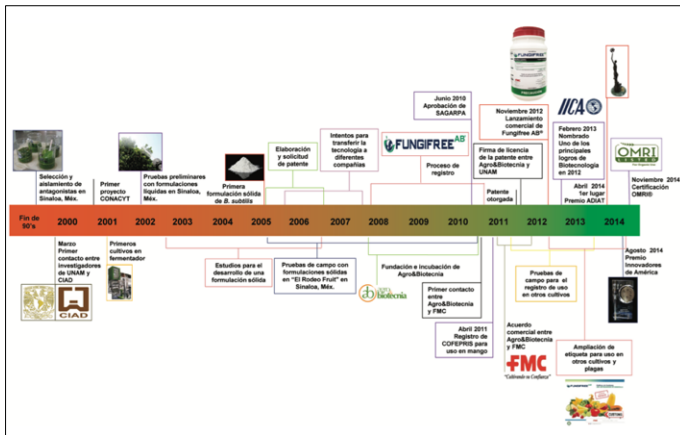 Selección y
aislamiento de
antagonistas en
Sinaloa, Méx.
Primer
proyecto
CONACYT
Pruebas preliminares
con formulaciones
líquidas en Sinaloa,
Méx.
Primera
formulación sólida
de B. subtilis
Elaboración
y solicitud
de patente
Intentos para
transferir la
tecnología a
diferentes
compañías
Junio 2010
Aprobación de
SAGARPA
FUNGIFREE AB
Proceso de
registro
FUNGIFREE
Noviembre 2012
Lanzamiento
comercial de
Fungifree AB®
Firma de licencia
de la patente entre
Agro&Biotecnia y
UNAM
Patente
otorgada
IICA
Febrero 2013
Nombrado
Uno de los
principales
logros de
Biotecnología
en 2012
Abril 2014
1er lugar
Premio ADIAT
OMRI
LISTED
Noviembre 2014
Certificación
OMRI®
Fin de
90's
2000 2001 2002 2003 2004 2005 2006 2007 2008 2009 2010 2011 2012 2013 2014
Marzo
Primer
contacto entre
investigadores
de UNAM y
CIAD
CIAD
Primeros
cultivos en
fermentador
Estudios para el
desarrollo de una
formulación sólida
Pruebas de campo con
formulaciones sólidas
en "El Rodeo Fruit" en
Sinaloa, Méx.
Fundación e Incubación de
Agro&Biotecnia
biotecnia
Primer contacto
entre
Agro&Biotecnia
y FMC
Abril 2011
Registro de
COFEPRIS para
uso en mango
Acuerdo
comercial entre
Agro&Biotecnia
y FMC
FMC
"Cultivando su Confianza"
Pruebas de
campo para el
registro de uso
en otros cultivos
Ampliación de
etiqueta para uso en
otros cultivos y
plagas
FUNGIFREE AB
Agosto 2014
Premio
Innovadores
de América